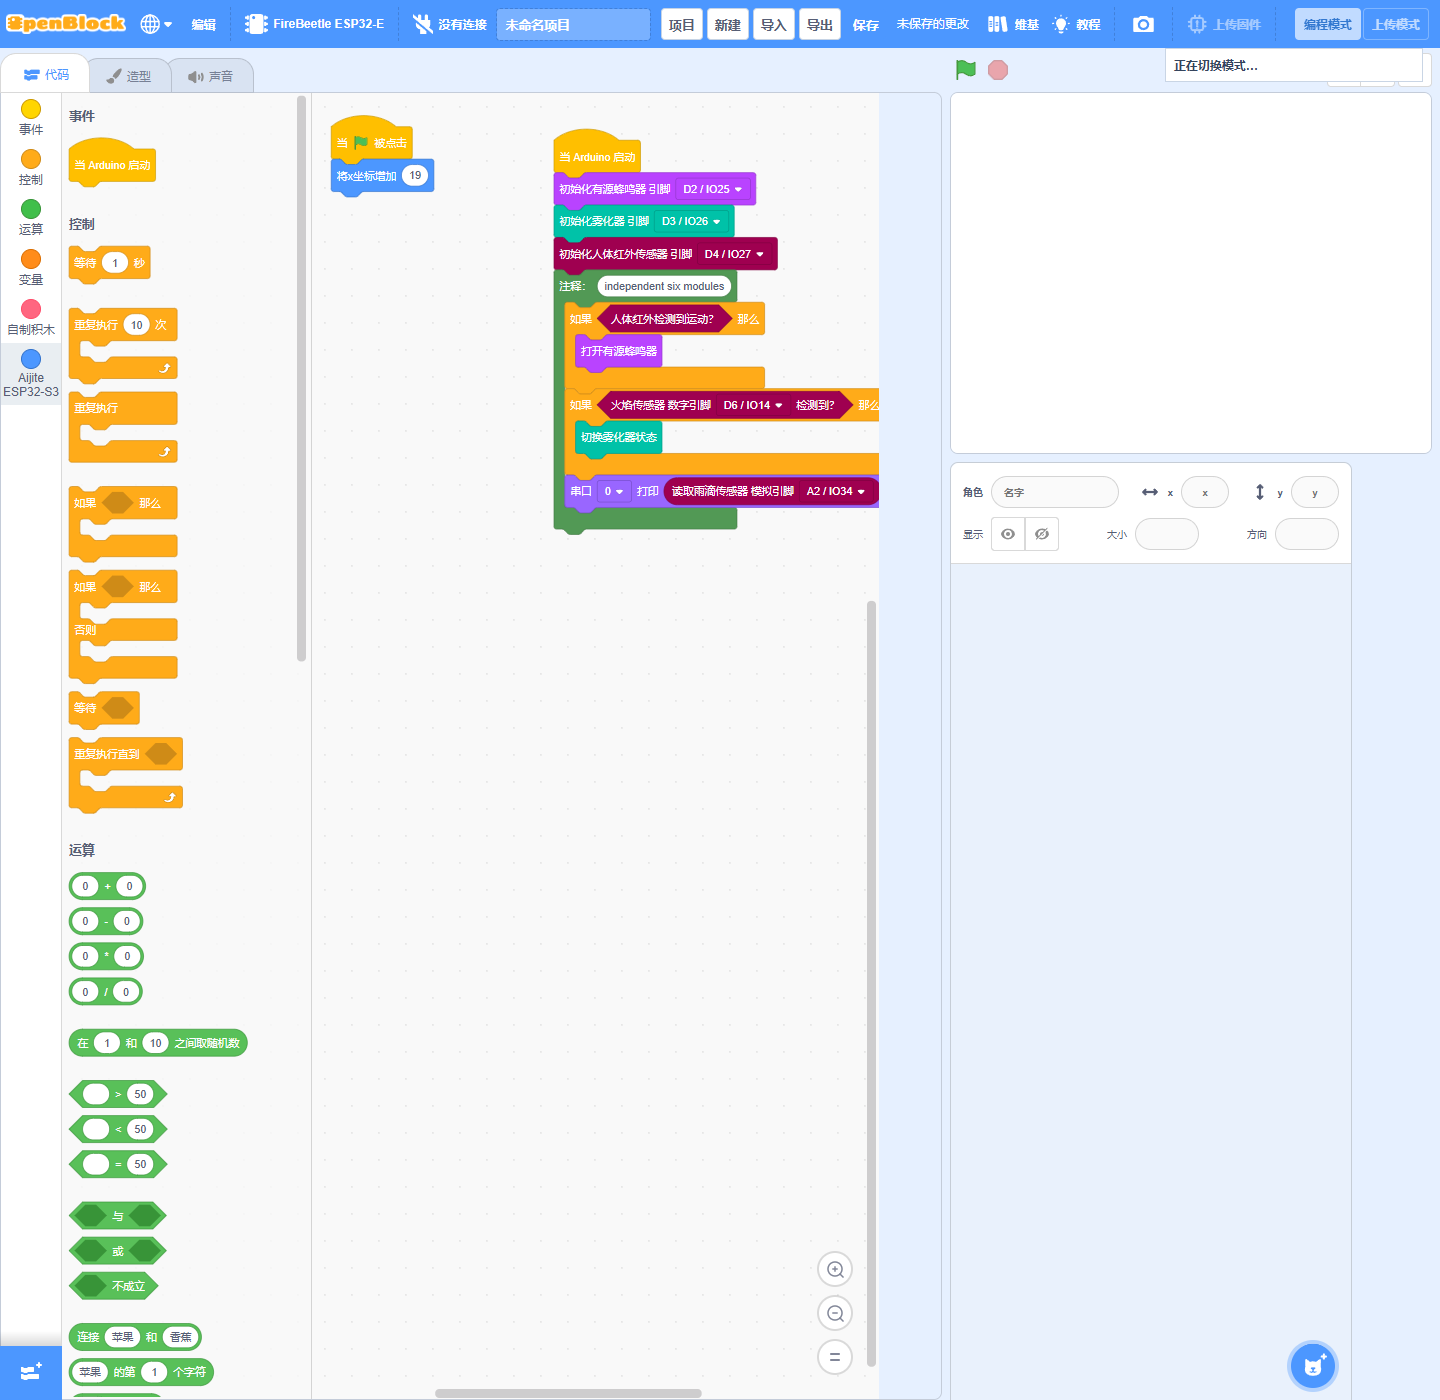 OpenBlock
编辑
FireBeetle ESP32-E
没有连接
未命名项目
项目
新建
导入
导出
保存
未保存的更改
维基
教程
上传固件
编程模式
上传模式
正在切换模式...
代码
造型
声音
事件
控制
运算
变量
自制积木
Aijite
ESP32-S3
事件
当 Arduino 启动
控制
等待 1 秒
重复执行 10 次
重复执行
如果 那么
如果 那么
否则
等待
重复执行直到
运算
0 + 0
0 - 0
0 * 0
0 / 0
在 1 和 10 之间取随机数
> 50
< 50
= 50
与
或
不成立
连接 苹果 和 香蕉
苹果 的第 1 个字符
当 被点击
将x坐标增加 19
当 Arduino 启动
初始化有源蜂鸣器 引脚 D2 / IO25
初始化雾化器 引脚 D3 / IO26
初始化人体红外传感器 引脚 D4 / IO27
注释: independent six modules
如果 人体红外检测到运动? 那么
打开有源蜂鸣器
如果 火焰传感器 数字引脚 D6 / IO14 检测到? 那么
切换雾化器状态
串口 0 打印 读取雨滴传感器 模拟引脚 A2 / IO34
角色 名字 x x y y
显示 大小 方向